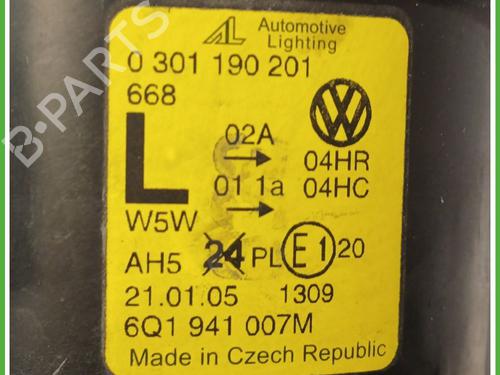 AL Automotive
Lighting
0 301 190 201
668
L
02A
04HR
01 1a
04HC
W5W
AH5 24 PL E1 20
21.01.05 1309
6Q1 941 007M
Made in Czech Republic
B-PARTS